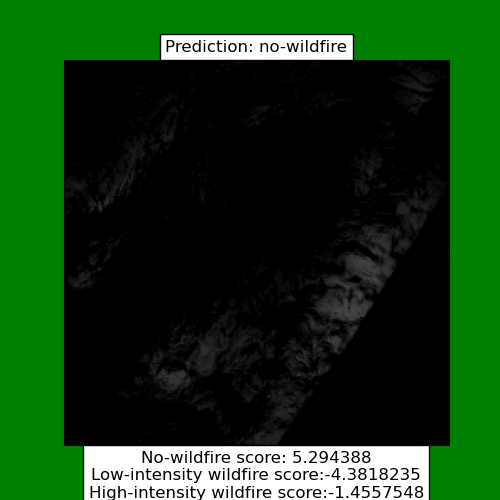 Prediction: no-wildfire
No-wildfire score: 5.294388
Low-intensity wildfire score:-4.3818235
High-intensity wildfire score:-1.4557548